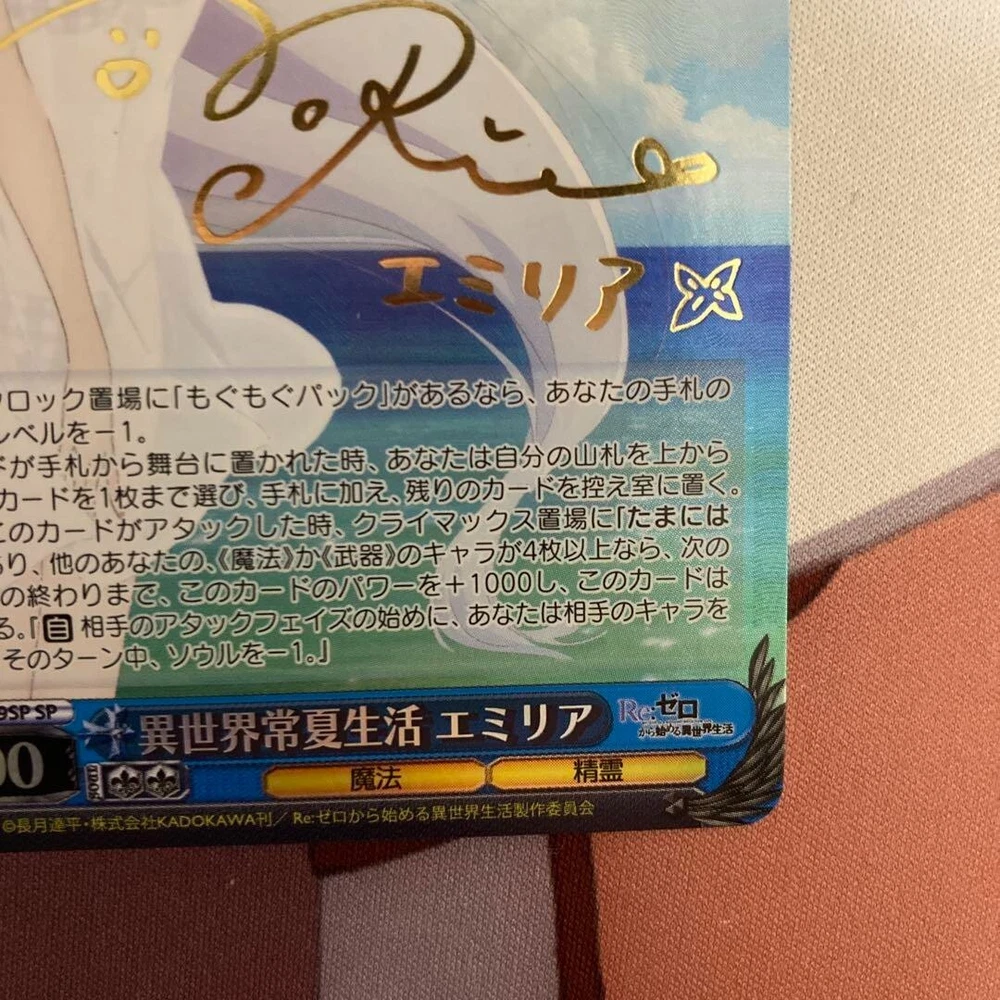 Rie
エミリア
ロック置場に「もぐもぐパック」があるなら、あなたの手札の
レベルを－1。
が手札から舞台に置かれた時、あなたは自分の山札を上から
カードを1枚まで選び、手札に加え、残りのカードを控え室に置く。
このカードがアタックした時、クライマックス置場に「たまには
り、他のあなたの、《魔法》か《武器》のキャラが4枚以上なら、次の
の終わりまで、このカードのパワーを＋1000し、このカードは
る。『自 相手のアタックフェイズの始めに、あなたは相手のキャラを
そのターン中、ソウルを－1。』
9SP SP
異世界常夏生活 エミリア
Re:ゼロ
から始める異世界生活
00
SOUL
魔法 精霊
©長月達平・株式会社KADOKAWA刊／Re:ゼロから始める異世界生活製作委員会